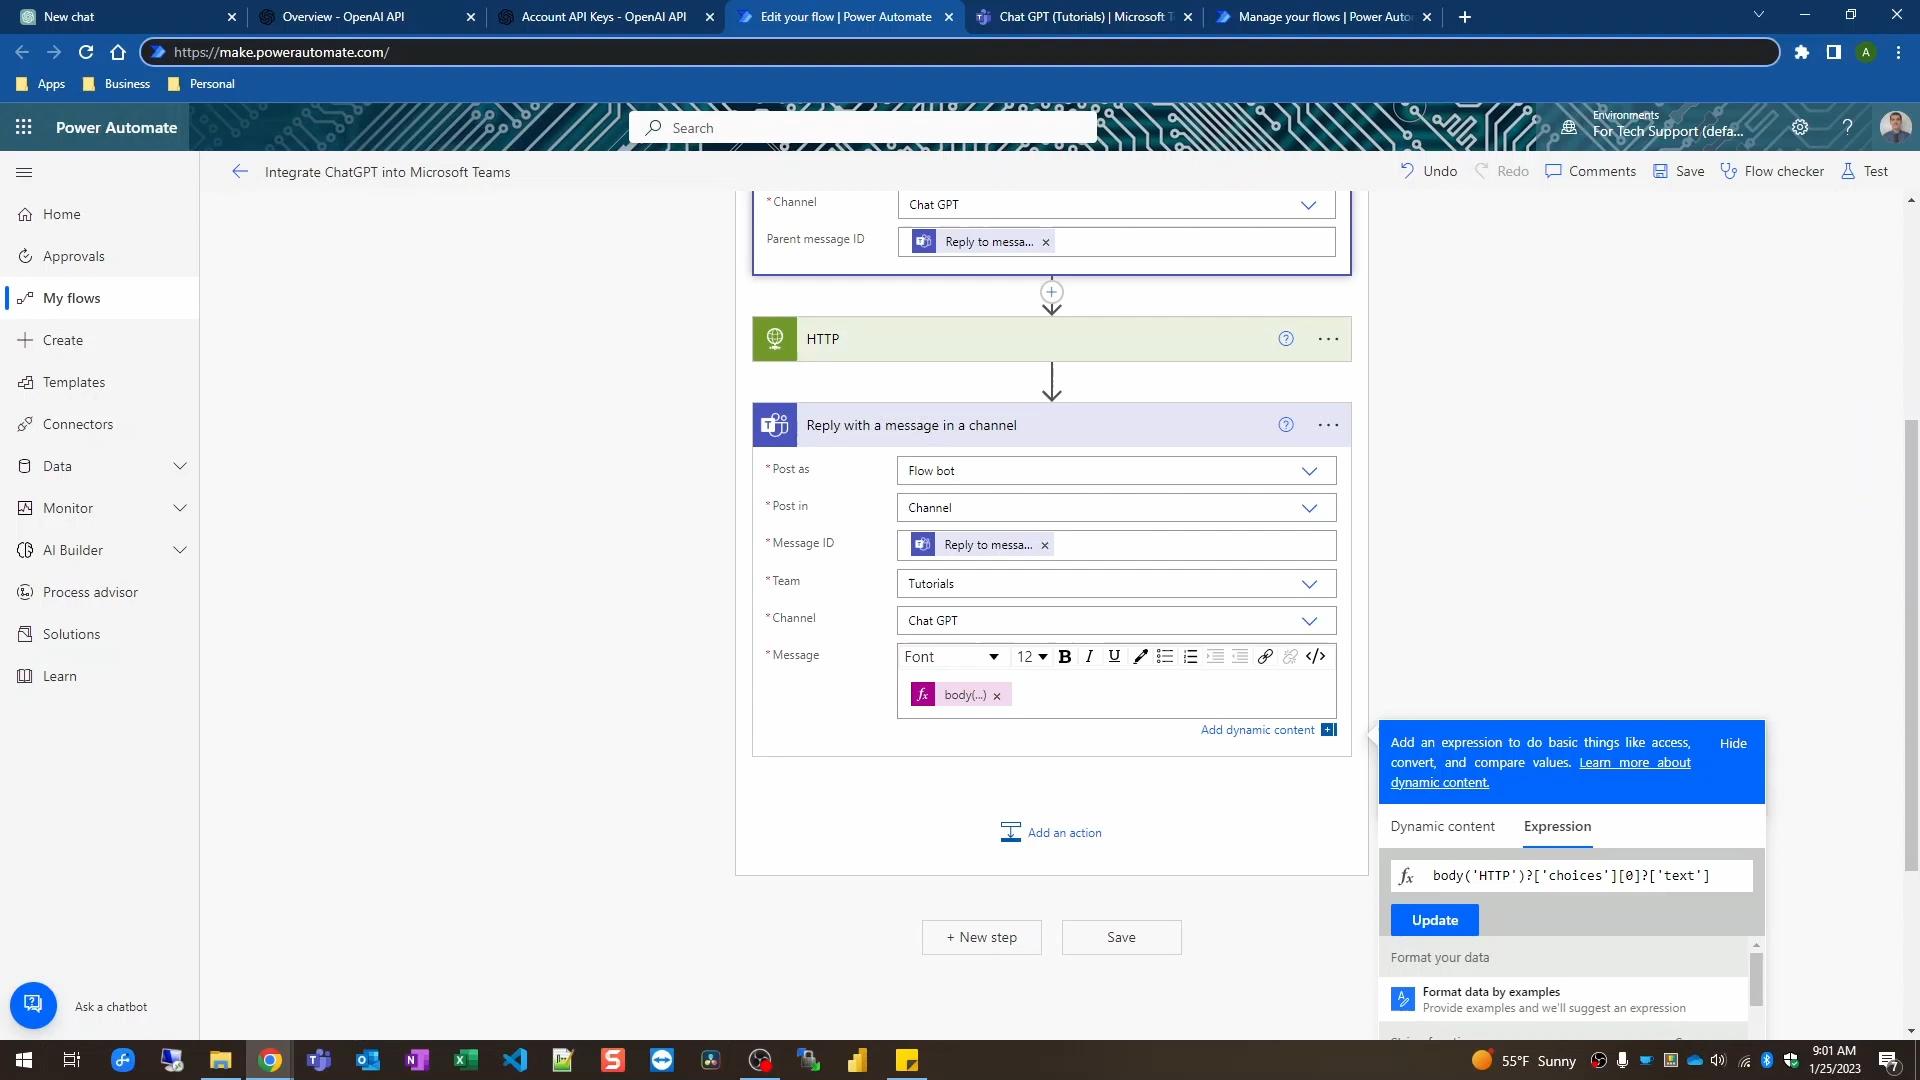 New chat
Overview - OpenAI API
Account API Keys - OpenAI API
Edit your flow | Power Automate
Chat GPT (Tutorials) | Microsoft T
Manage your flows | Power Auto
https://make.powerautomate.com/
A
Apps
Business
Personal
Power Automate
Search
Environments
For Tech Support (defa...
Integrate ChatGPT into Microsoft Teams
Undo
Redo
Comments
Save
Flow checker
Test
Home
Approvals
My flows
Create
Templates
Connectors
Data
Monitor
AI Builder
Process advisor
Solutions
Learn
Ask a chatbot
*Channel
Chat GPT
Parent message ID
Reply to messa...
HTTP
Reply with a message in a channel
*Post as
Flow bot
*Post in
Channel
*Message ID
Reply to messa...
*Team
Tutorials
*Channel
Chat GPT
*Message
Font
12
B I U
</>
fx body(...)
Add dynamic content
Add an action
+ New step
Save
Add an expression to do basic things like access,
convert, and compare values. Learn more about
dynamic content.
Hide
Dynamic content
Expression
fx body('HTTP')?['choices'][0]?['text']
Update
Format your data
Format data by examples
Provide examples and we'll suggest an expression
55°F Sunny
9:01 AM
1/25/2023
7